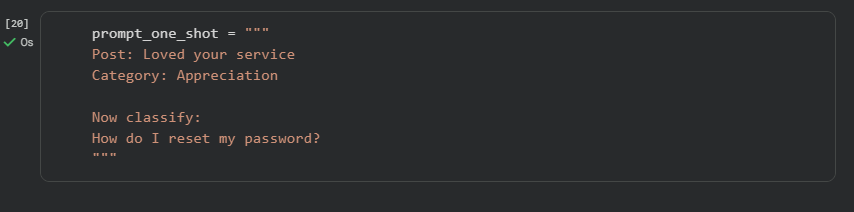 [20]
0s
prompt_one_shot = """
Post: Loved your service
Category: Appreciation

Now classify:
How do I reset my password?
"""